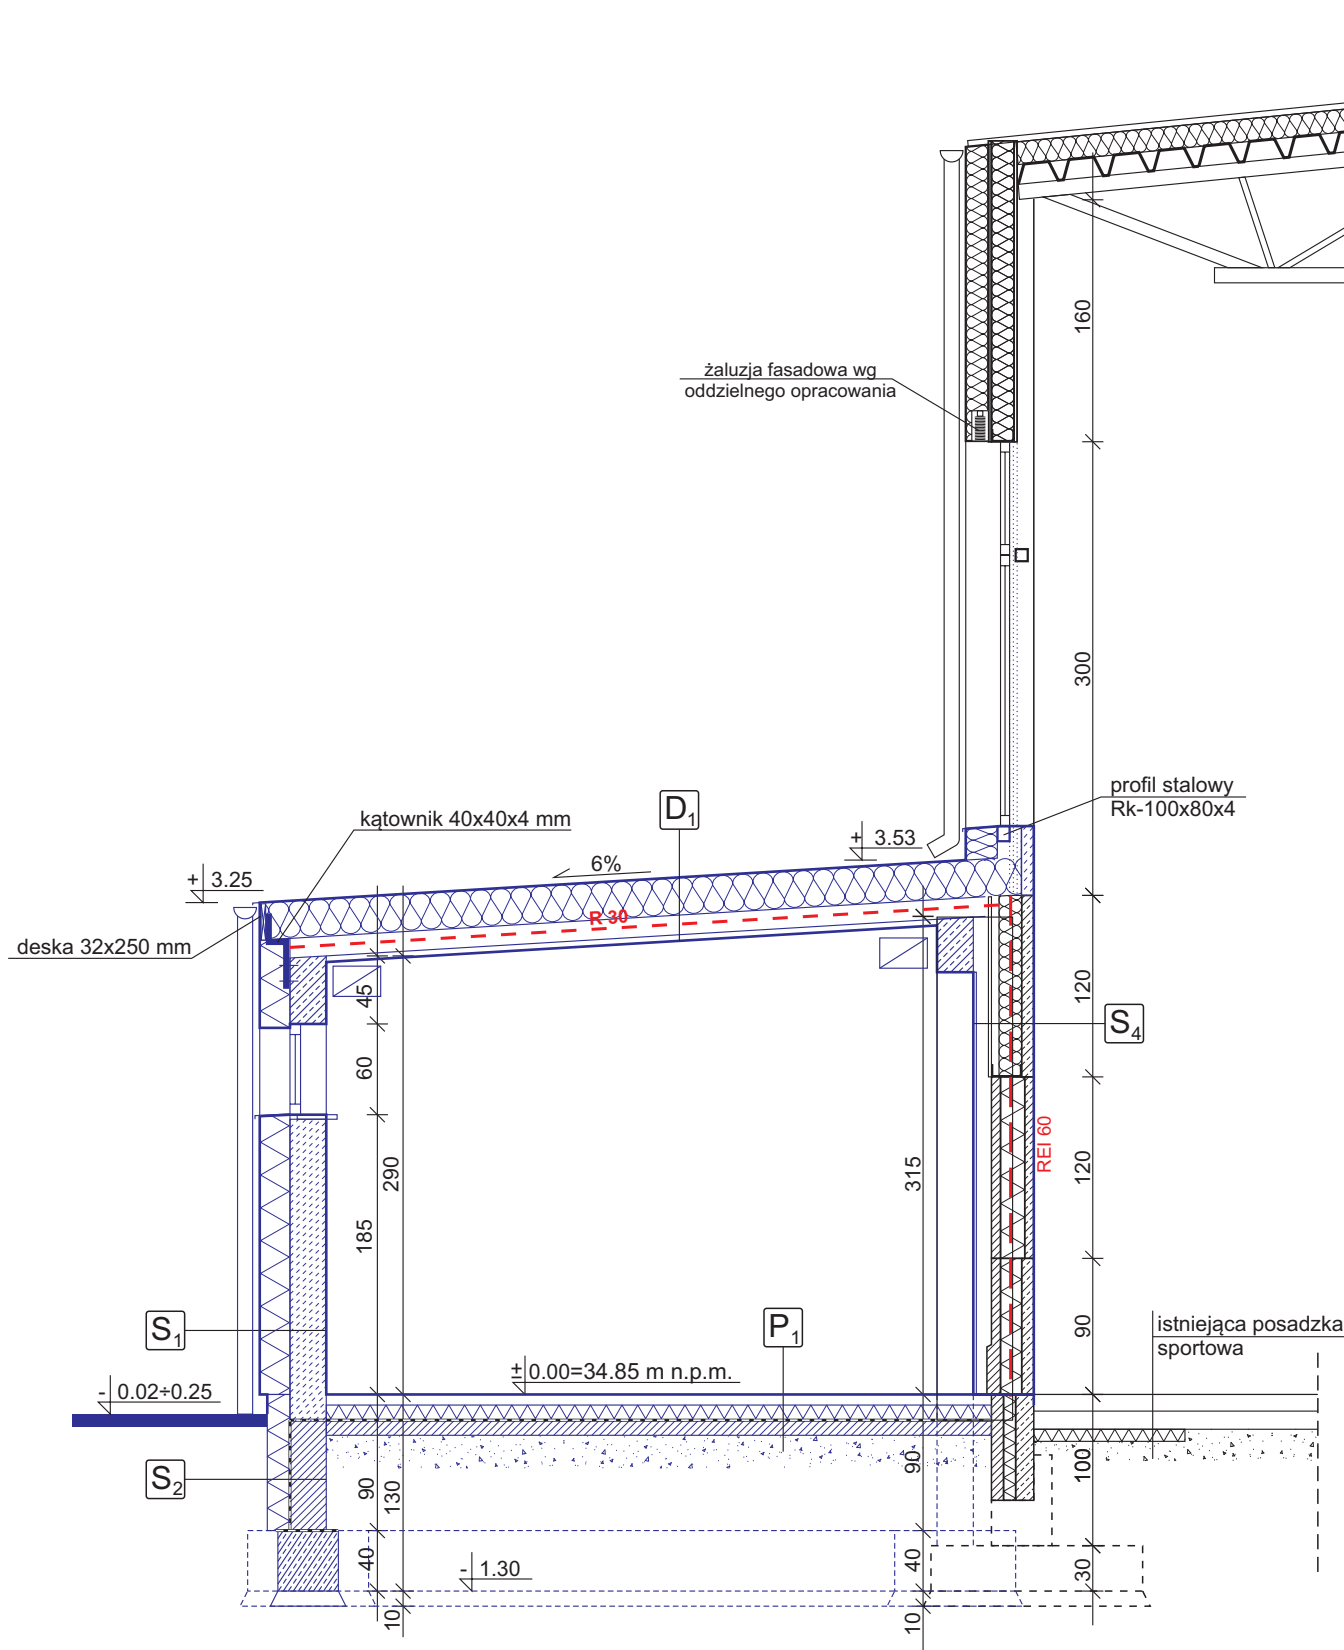 160
żaluzja fasadowa wg
oddzielnego opracowania
300
profil stalowy
Rk-100x80x4
kątownik 40x40x4 mm
D1
+ 3.53
6%
+ 3.25
R 30
deska 32x250 mm
45
120
S4
60
REI 60
290
315
120
185
S1
P1
90
istniejąca posadzka
sportowa
± 0.00=34.85 m n.p.m.
- 0.02÷0.25
S2
90
130
90
100
40
- 1.30
40
30
10
10